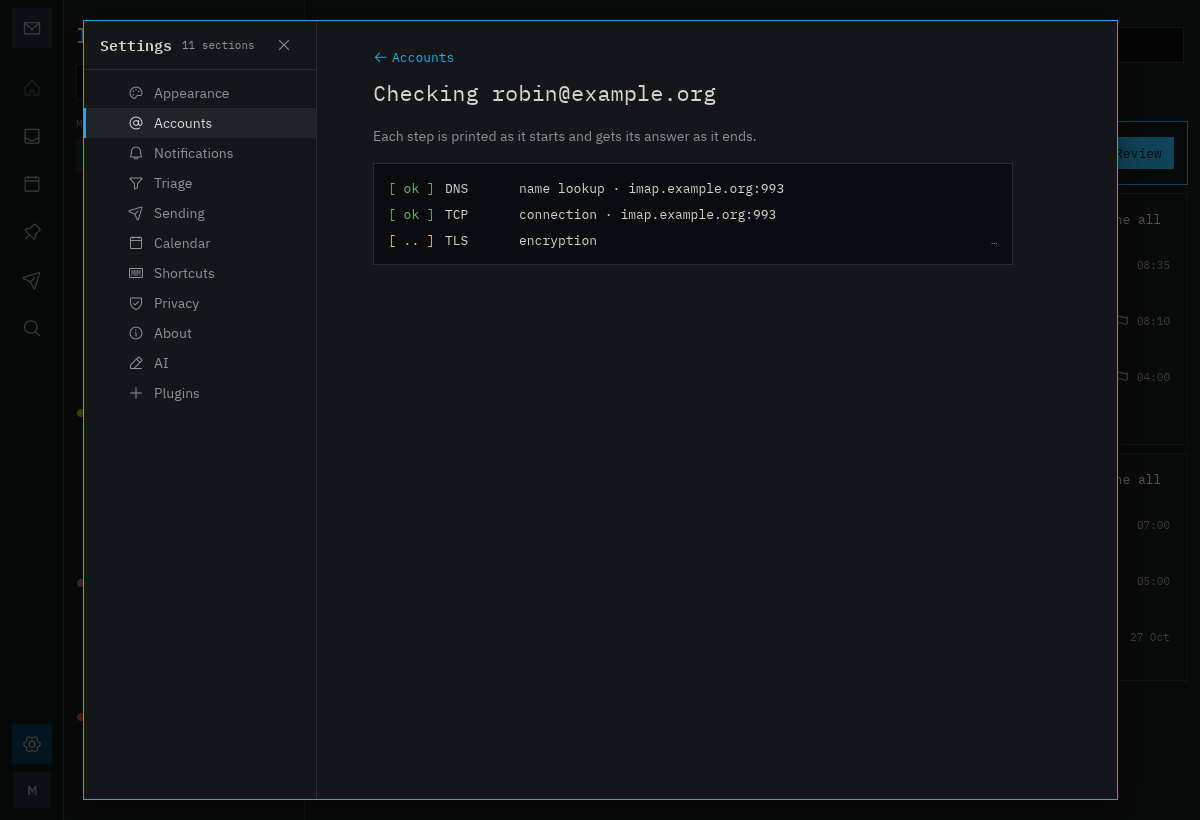 Settings 11 sections
Appearance
Accounts
Notifications
Triage
Sending
Calendar
Shortcuts
Privacy
About
AI
Plugins
← Accounts
Checking robin@example.org
Each step is printed as it starts and gets its answer as it ends.
[ ok ] DNS name lookup · imap.example.org:993
[ ok ] TCP connection · imap.example.org:993
[ .. ] TLS encryption …
Review
all
08:35
08:10
04:00
all
07:00
05:00
27 Oct
M